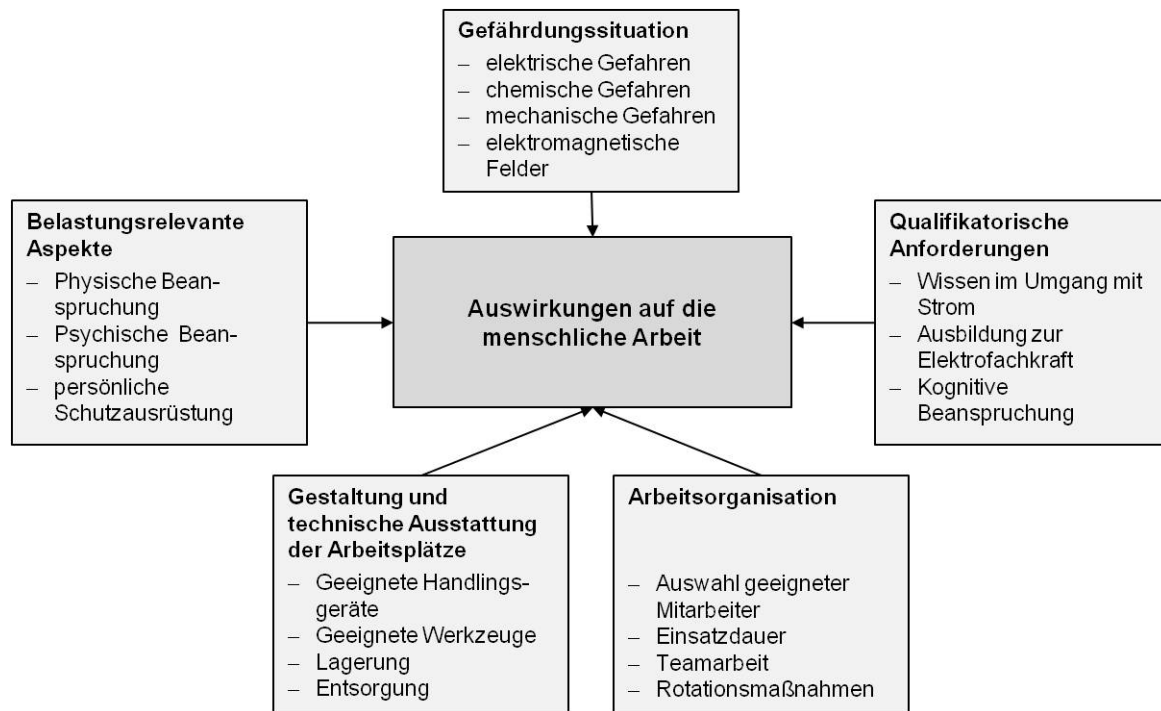 Gefährdungssituation
– elektrische Gefahren
– chemische Gefahren
– mechanische Gefahren
– elektromagnetische
Felder
Belastungsrelevante
Aspekte
– Physische Bean-
spruchung
– Psychische Bean-
spruchung
– persönliche
Schutzausrüstung
Auswirkungen auf die
menschliche Arbeit
Qualifikatorische
Anforderungen
– Wissen im Umgang mit
Strom
– Ausbildung zur
Elektrofachkraft
– Kognitive
Beanspruchung
Gestaltung und
technische Ausstattung
der Arbeitsplätze
– Geeignete Handlings-
geräte
– Geeignete Werkzeuge
– Lagerung
– Entsorgung
Arbeitsorganisation
– Auswahl geeigneter
Mitarbeiter
– Einsatzdauer
– Teamarbeit
– Rotationsmaßnahmen